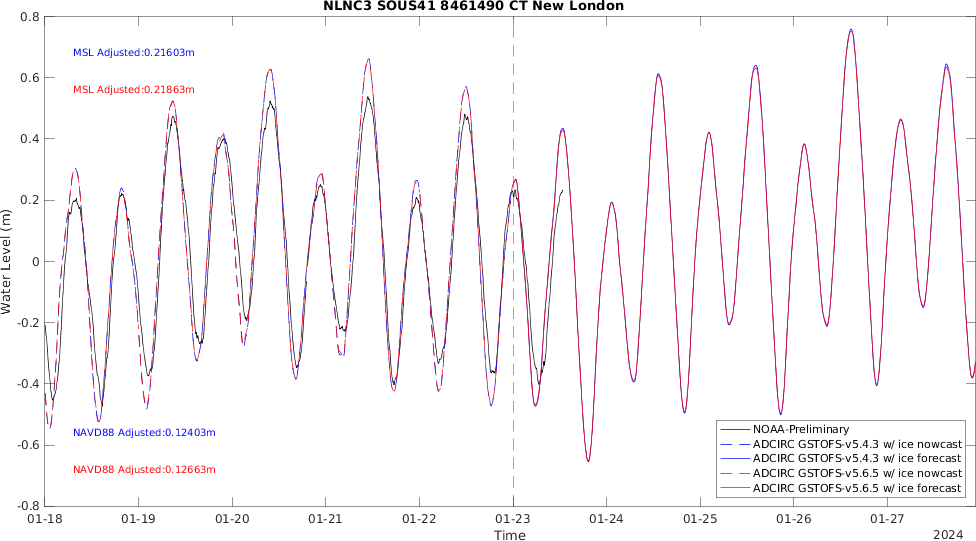 NLNC3 SOUS41 8461490 CT New London
0.8
0.6
0.4
0.2
0
-0.2
-0.4
-0.6
-0.8
Water Level (m)
MSL Adjusted:0.21603m
MSL Adjusted:0.21863m
NAVD88 Adjusted:0.12403m
NAVD88 Adjusted:0.12663m
NOAA-Preliminary
ADCIRC GSTOFS-v5.4.3 w/ ice nowcast
ADCIRC GSTOFS-v5.4.3 w/ ice forecast
ADCIRC GSTOFS-v5.6.5 w/ ice nowcast
ADCIRC GSTOFS-v5.6.5 w/ ice forecast
01-18 01-19 01-20 01-21 01-22 01-23 01-24 01-25 01-26 01-27
Time
2024